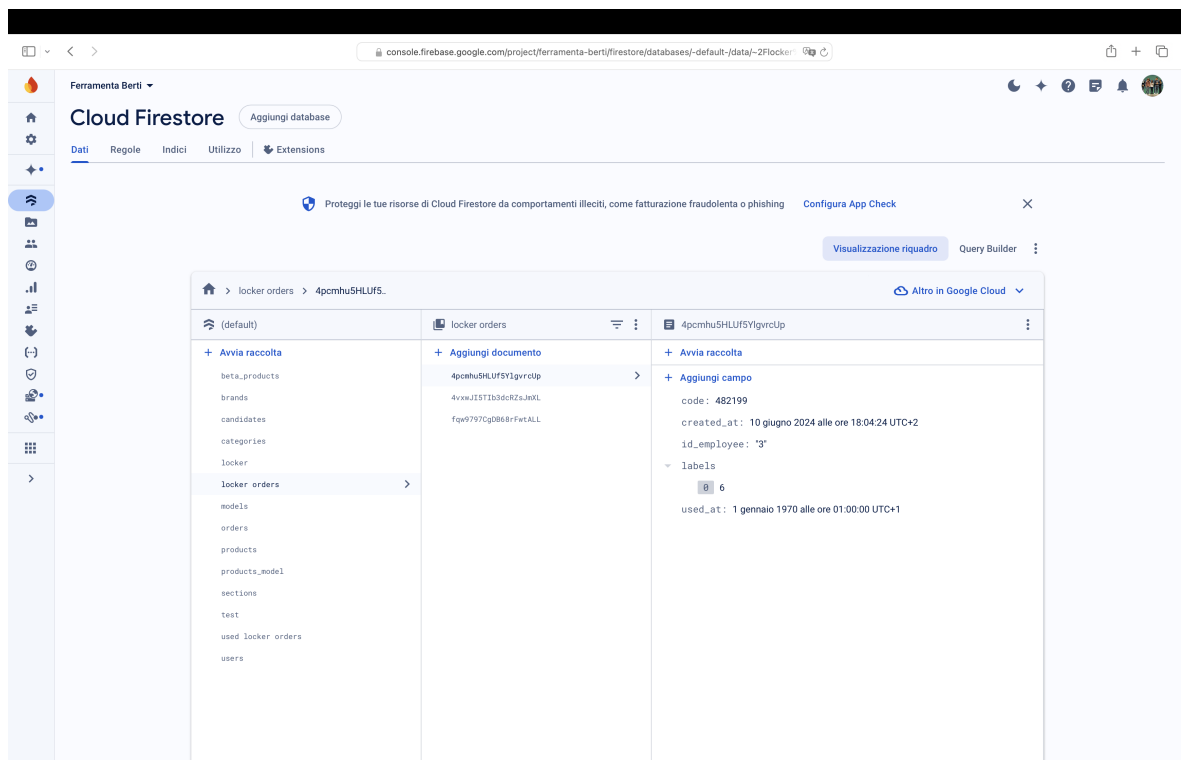 console.firebase.google.com/project/ferramenta-berti/firestore/databases/-default-/data/~2Flocker
Ferramenta Berti
Cloud Firestore
Aggiungi database
Dati Regole Indici Utilizzo Extensions
Proteggi le tue risorse di Cloud Firestore da comportamenti illeciti, come fatturazione fraudolenta o phishing Configura App Check
Visualizzazione riquadro Query Builder
locker orders > 4pcmhu5HLUf5..
Altro in Google Cloud
(default)
locker orders
4pcmhu5HLUf5YlgvrcUp
+ Avvia raccolta
+ Aggiungi documento
+ Avvia raccolta
beta_products
brands
candidates
categories
locker
locker orders
models
orders
products
products_model
sections
test
used locker orders
users
4pcmhu5HLUf5YlgvrcUp
4vxwJI5TIb3dcRZsJmXL
fqw9797CgDB68rFwtALL
+ Aggiungi campo
code: 482199
created_at: 10 giugno 2024 alle ore 18:04:24 UTC+2
id_employee: "3"
labels
0 6
used_at: 1 gennaio 1970 alle ore 01:00:00 UTC+1